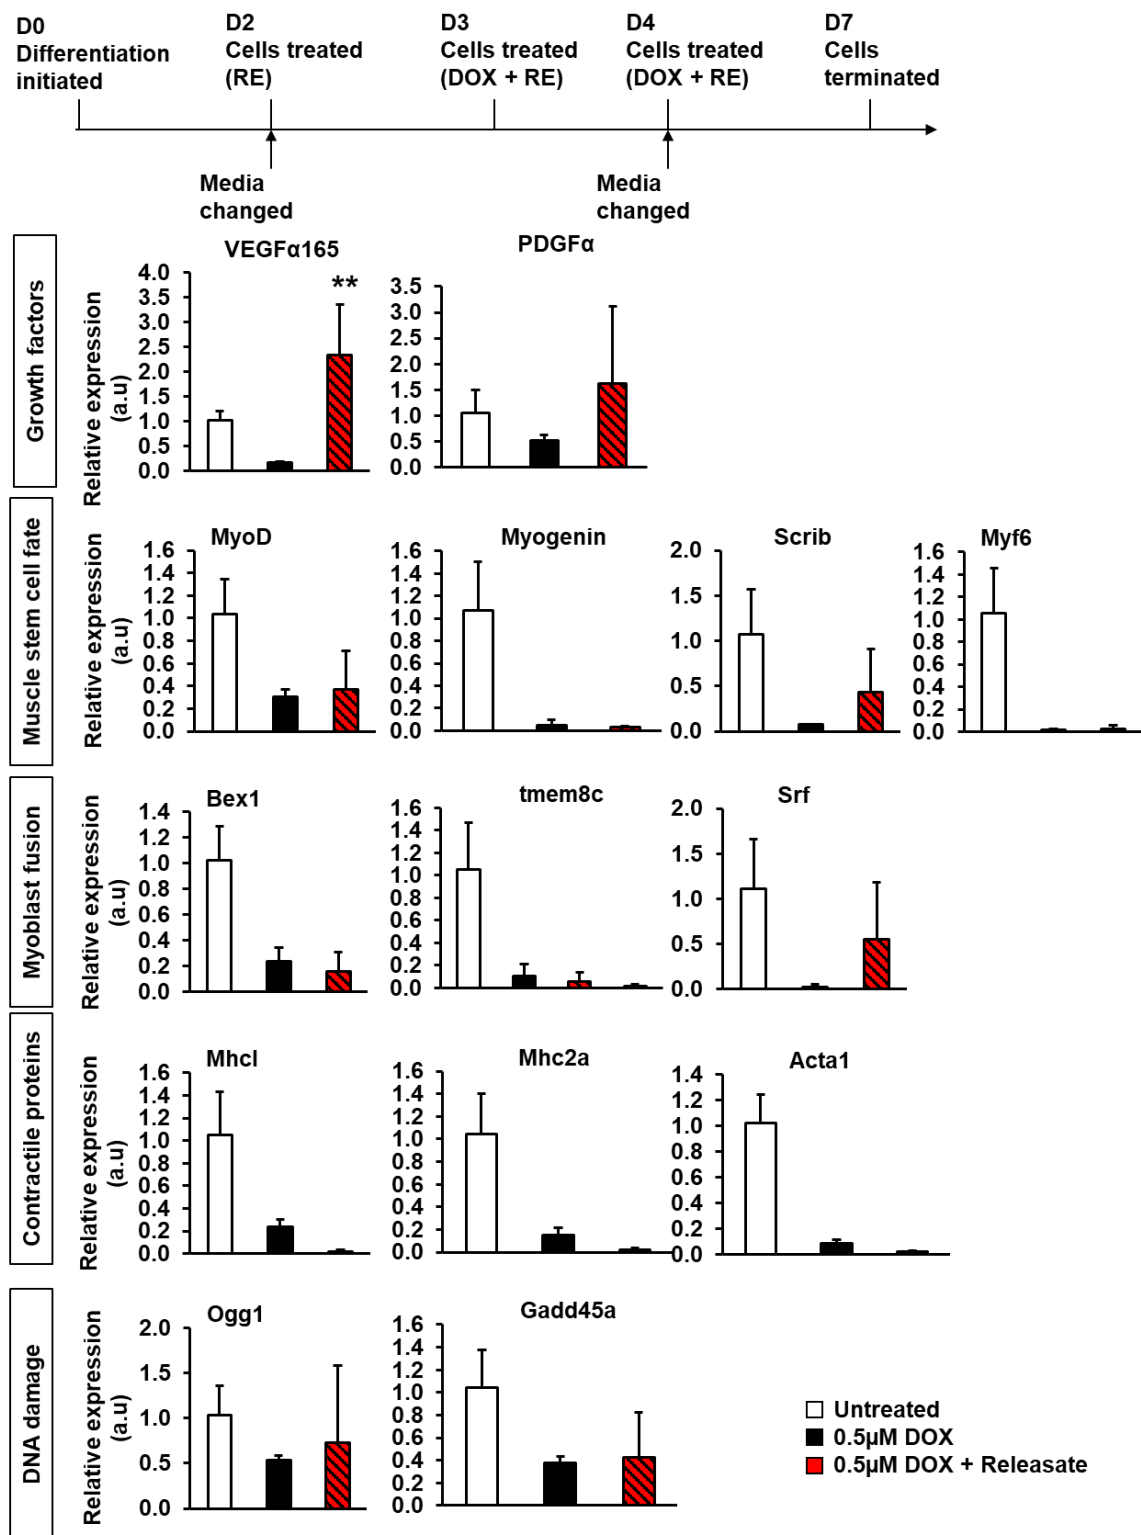 D0
Differentiation
initiated
D2
Cells treated
(RE)
D3
Cells treated
(DOX + RE)
D4
Cells treated
(DOX + RE)
D7
Cells
terminated
Media
changed
Media
changed
Growth factors
Relative expression
(a.u)
VEGFα165
4.0
3.5
3.0
2.5
2.0
1.5
1.0
0.5
0.0
**
PDGFα
3.5
3.0
2.5
2.0
1.5
1.0
0.5
0.0
Muscle stem cell fate
Relative expression
(a.u)
MyoD
1.6
1.4
1.2
1.0
0.8
0.6
0.4
0.2
0.0
Myogenin
1.6
1.4
1.2
1.0
0.8
0.6
0.4
0.2
0.0
Scrib
2.0
1.5
1.0
0.5
0.0
Myf6
1.6
1.4
1.2
1.0
0.8
0.6
0.4
0.2
0.0
Myoblast fusion
Relative expression
(a.u)
Bex1
1.4
1.2
1.0
0.8
0.6
0.4
0.2
0.0
tmem8c
1.6
1.4
1.2
1.0
0.8
0.6
0.4
0.2
0.0
Srf
2.0
1.5
1.0
0.5
0.0
Contractile proteins
Relative expression
(a.u)
MhcI
1.6
1.4
1.2
1.0
0.8
0.6
0.4
0.2
0.0
Mhc2a
1.6
1.4
1.2
1.0
0.8
0.6
0.4
0.2
0.0
Acta1
1.4
1.2
1.0
0.8
0.6
0.4
0.2
0.0
DNA damage
Relative expression
(a.u)
Ogg1
2.0
1.5
1.0
0.5
0.0
Gadd45a
1.6
1.4
1.2
1.0
0.8
0.6
0.4
0.2
0.0
Untreated
0.5µM DOX
0.5µM DOX + Releasate